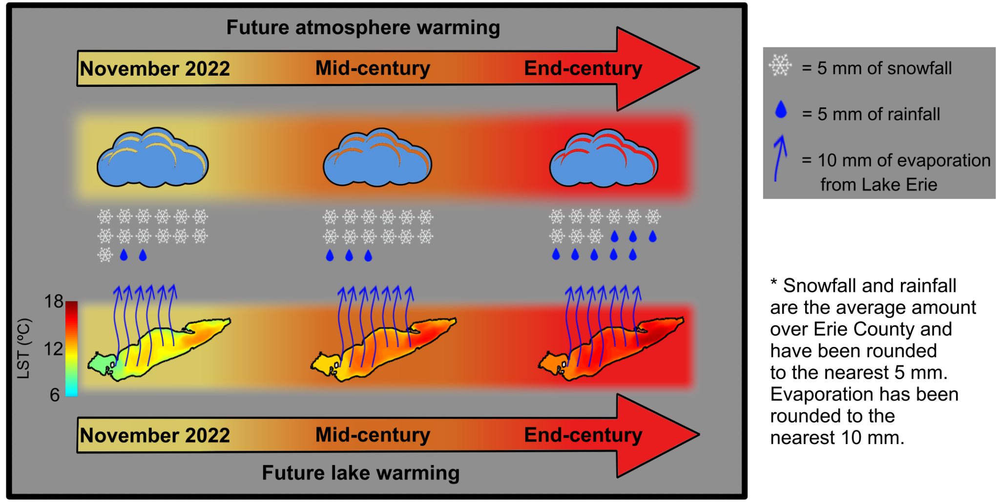 Future atmosphere warming
November 2022 Mid-century End-century
= 5 mm of snowfall
= 5 mm of rainfall
= 10 mm of evaporation
from Lake Erie
18
12
6
LST (ºC)
November 2022 Mid-century End-century
Future lake warming
* Snowfall and rainfall
are the average amount
over Erie County and
have been rounded
to the nearest 5 mm.
Evaporation has been
rounded to the
nearest 10 mm.